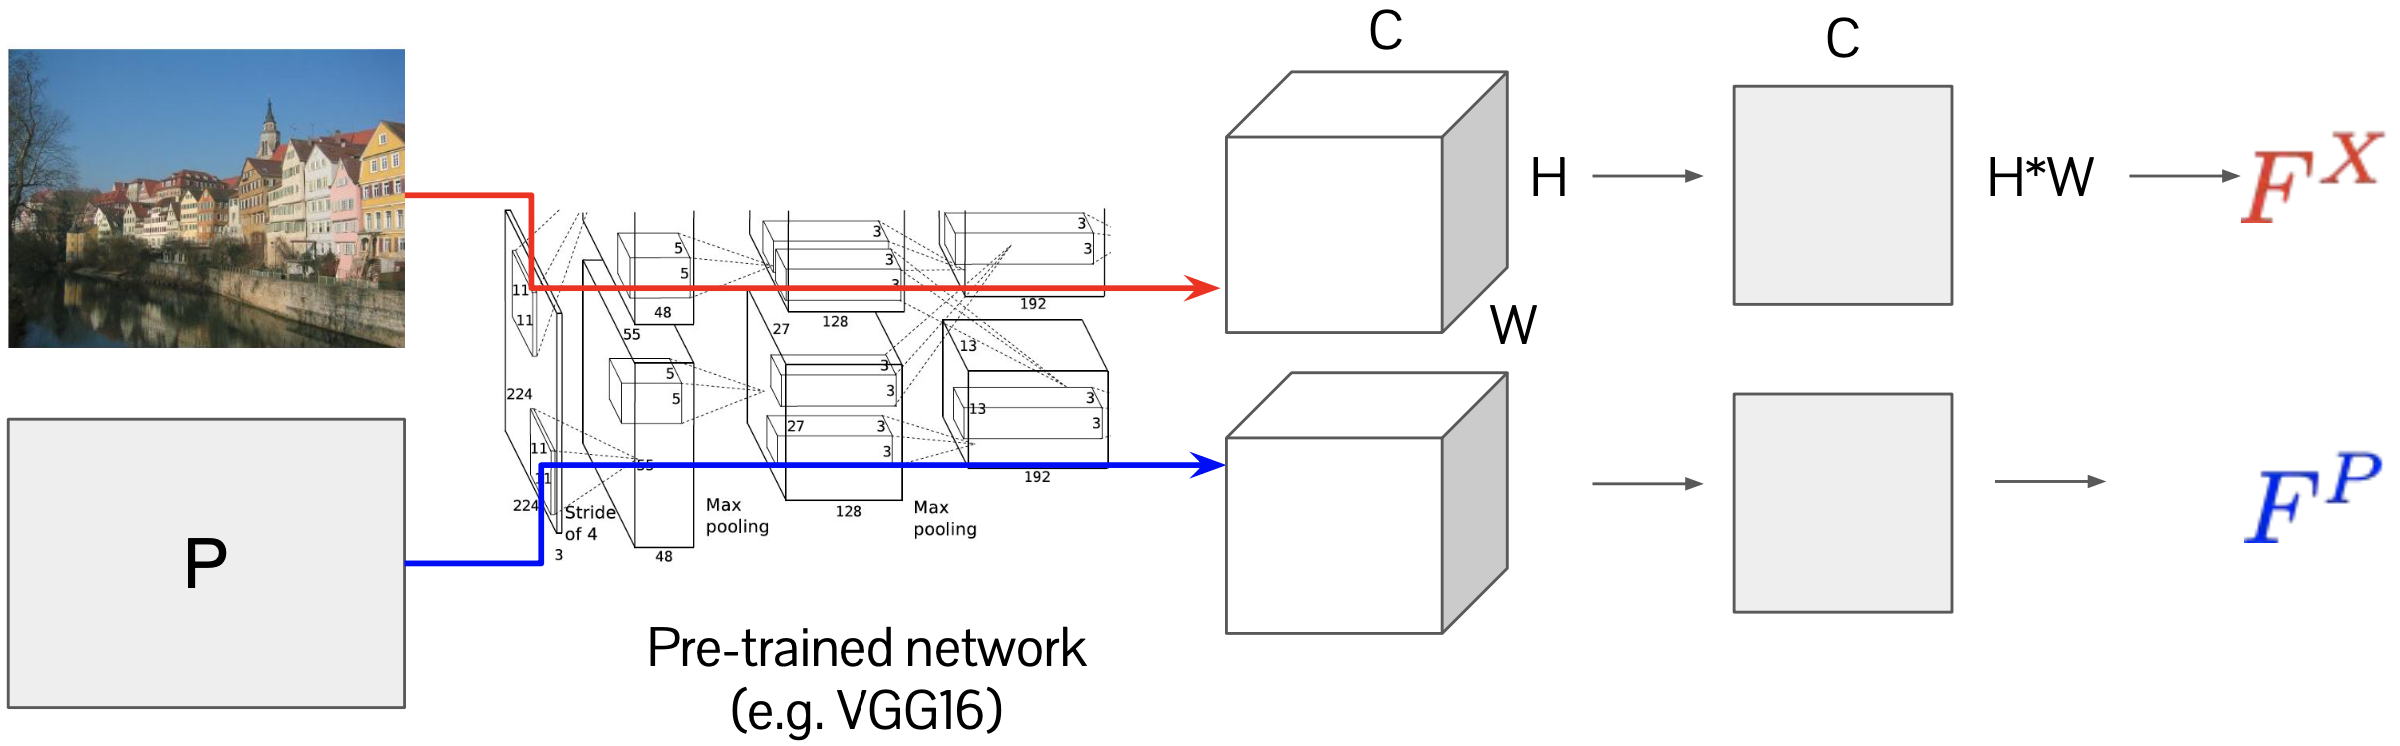 C
C
H
H*W
F^X
W
11
11
224
11
11
224
3
Stride
of 4
5
5
48
55
5
5
55
48
Max
pooling
3
3
3
128
27
3
3
27
3
3
128
Max
pooling
3
3
192
13
13
3
3
192
P
F^P
Pre-trained network
(e.g. VGG16)